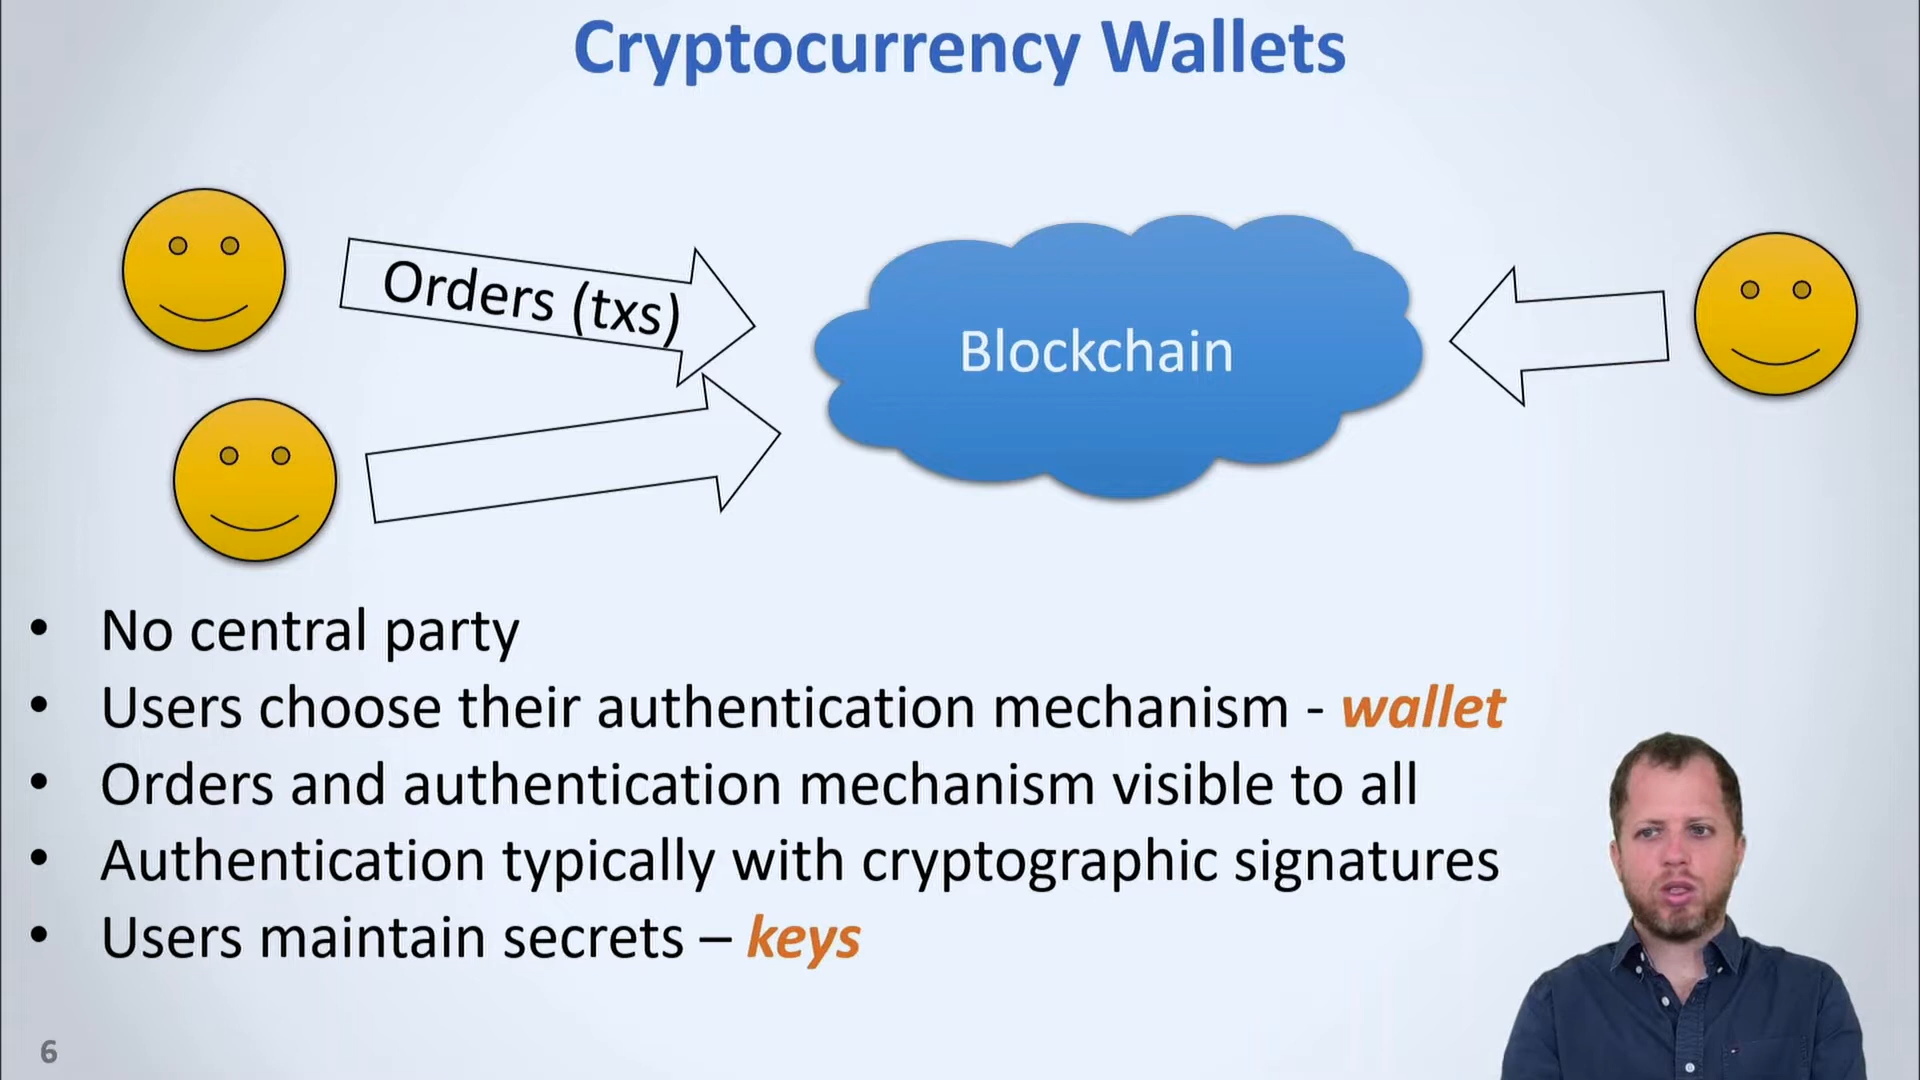 Cryptocurrency Wallets
Orders (txs)
Blockchain
• No central party
• Users choose their authentication mechanism - wallet
• Orders and authentication mechanism visible to all
• Authentication typically with cryptographic signatures
• Users maintain secrets – keys
6